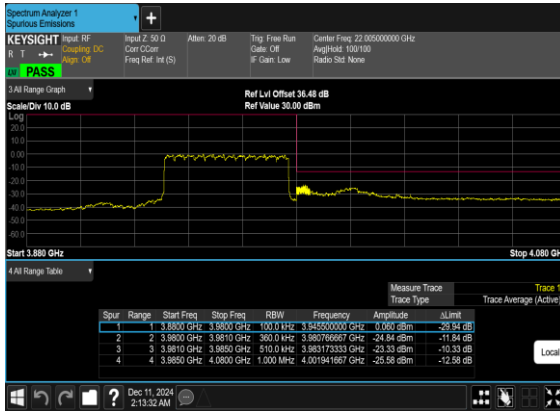 Spectrum Analyzer 1
Spurious Emissions
+
KEYSIGHT Input: RF Input Z: 50 Ω Atten: 20 dB Trig: Free Run Center Freq: 22.005000000 GHz
R T Coupling: DC Corr CCorr Gate: Off Avg|Hold: 100/100
Align: Off Freq Ref: Int (S) IF Gain: Low Radio Std: None
LXI PASS
3 All Range Graph
Ref Lvl Offset 36.48 dB
Scale/Div 10.0 dB Ref Value 30.00 dBm
Log
20.0
10.0
0.00
-10.0
-20.0
-30.0
-40.0
-50.0
-60.0
Start 3.880 GHz Stop 4.080 GH
4 All Range Table
Measure Trace Trace 1
Trace Type Trace Average (Active)
Spur Range Start Freq Stop Freq RBW Frequency Amplitude ΔLimit
1 1 3.8800 GHz 3.9800 GHz 100.0 kHz 3.945500000 GHz 0.060 dBm -29.94 dB
2 2 3.9800 GHz 3.9810 GHz 360.0 kHz 3.980766667 GHz -24.84 dBm -11.84 dB
3 3 3.9810 GHz 3.9850 GHz 510.0 kHz 3.983173333 GHz -23.33 dBm -10.33 dB
4 4 3.9850 GHz 4.0800 GHz 1.000 MHz 4.001941667 GHz -25.58 dBm -12.58 dB
Local
? Dec 11, 2024
2:13:32 AM